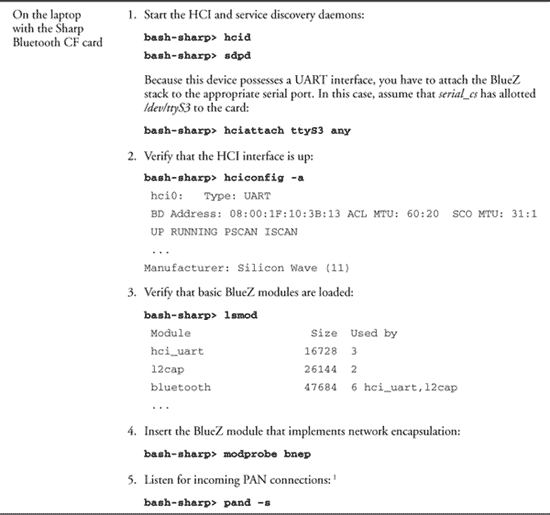 On the laptop
with the Sharp
Bluetooth CF card
1. Start the HCI and service discovery daemons:
bash-sharp> hcid
bash-sharp> sdpd
Because this device possesses a UART interface, you have to attach the BlueZ
stack to the appropriate serial port. In this case, assume that serial_cs has allotted
/dev/ttyS3 to the card:
bash-sharp> hciattach ttyS3 any
2. Verify that the HCI interface is up:
bash-sharp> hciconfig -a
hci0: Type: UART
BD Address: 08:00:1F:10:3B:13 ACL MTU: 60:20 SCO MTU: 31:1
UP RUNNING PSCAN ISCAN
...
Manufacturer: Silicon Wave (11)
3. Verify that basic BlueZ modules are loaded:
bash-sharp> lsmod
Module Size Used by
hci_uart 16728 3
l2cap 26144 2
bluetooth 47684 6 hci_uart,l2cap
...
4. Insert the BlueZ module that implements network encapsulation:
bash-sharp> modprobe bnep
5. Listen for incoming PAN connections: 1
bash-sharp> pand -s